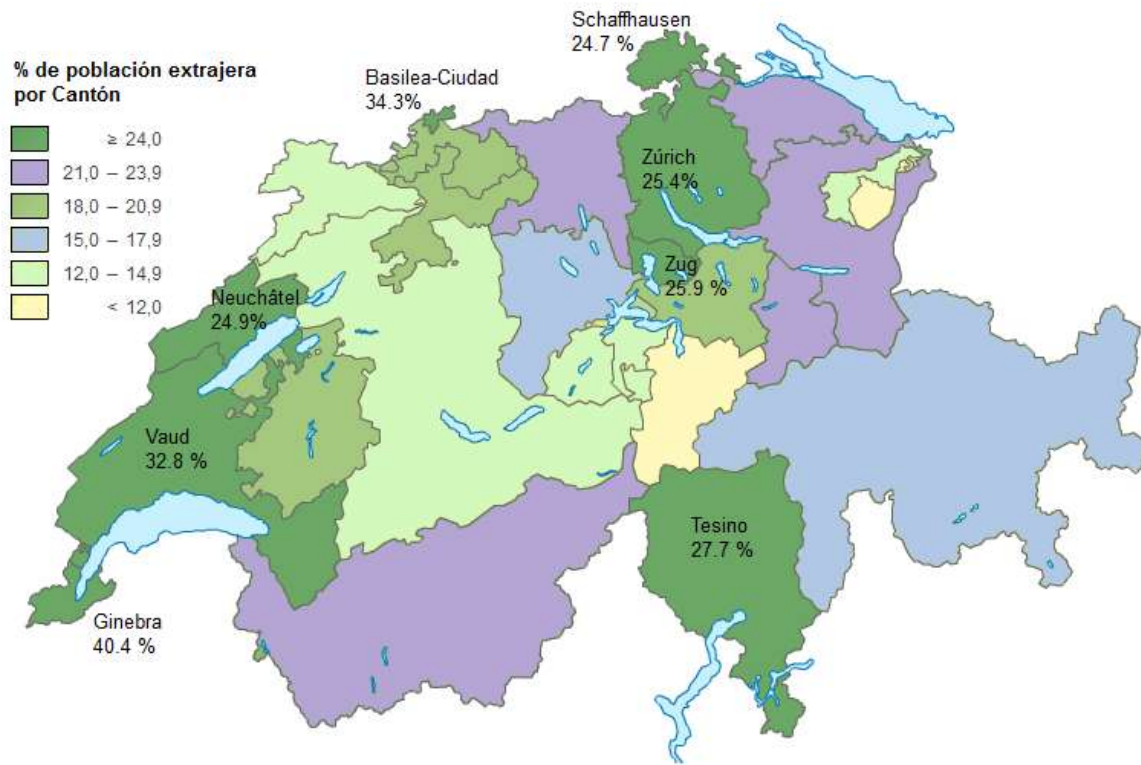 Schaffhausen
24.7 %
% de población extrajera
por Cantón
Basilea-Ciudad
34.3%
≥ 24,0
21,0 – 23,9
18,0 – 20,9
15,0 – 17,9
12,0 – 14,9
< 12,0
Zúrich
25.4%
Zug
25.9 %
Neuchâtel
24.9%
Vaud
32.8 %
Tesino
27.7 %
Ginebra
40.4 %